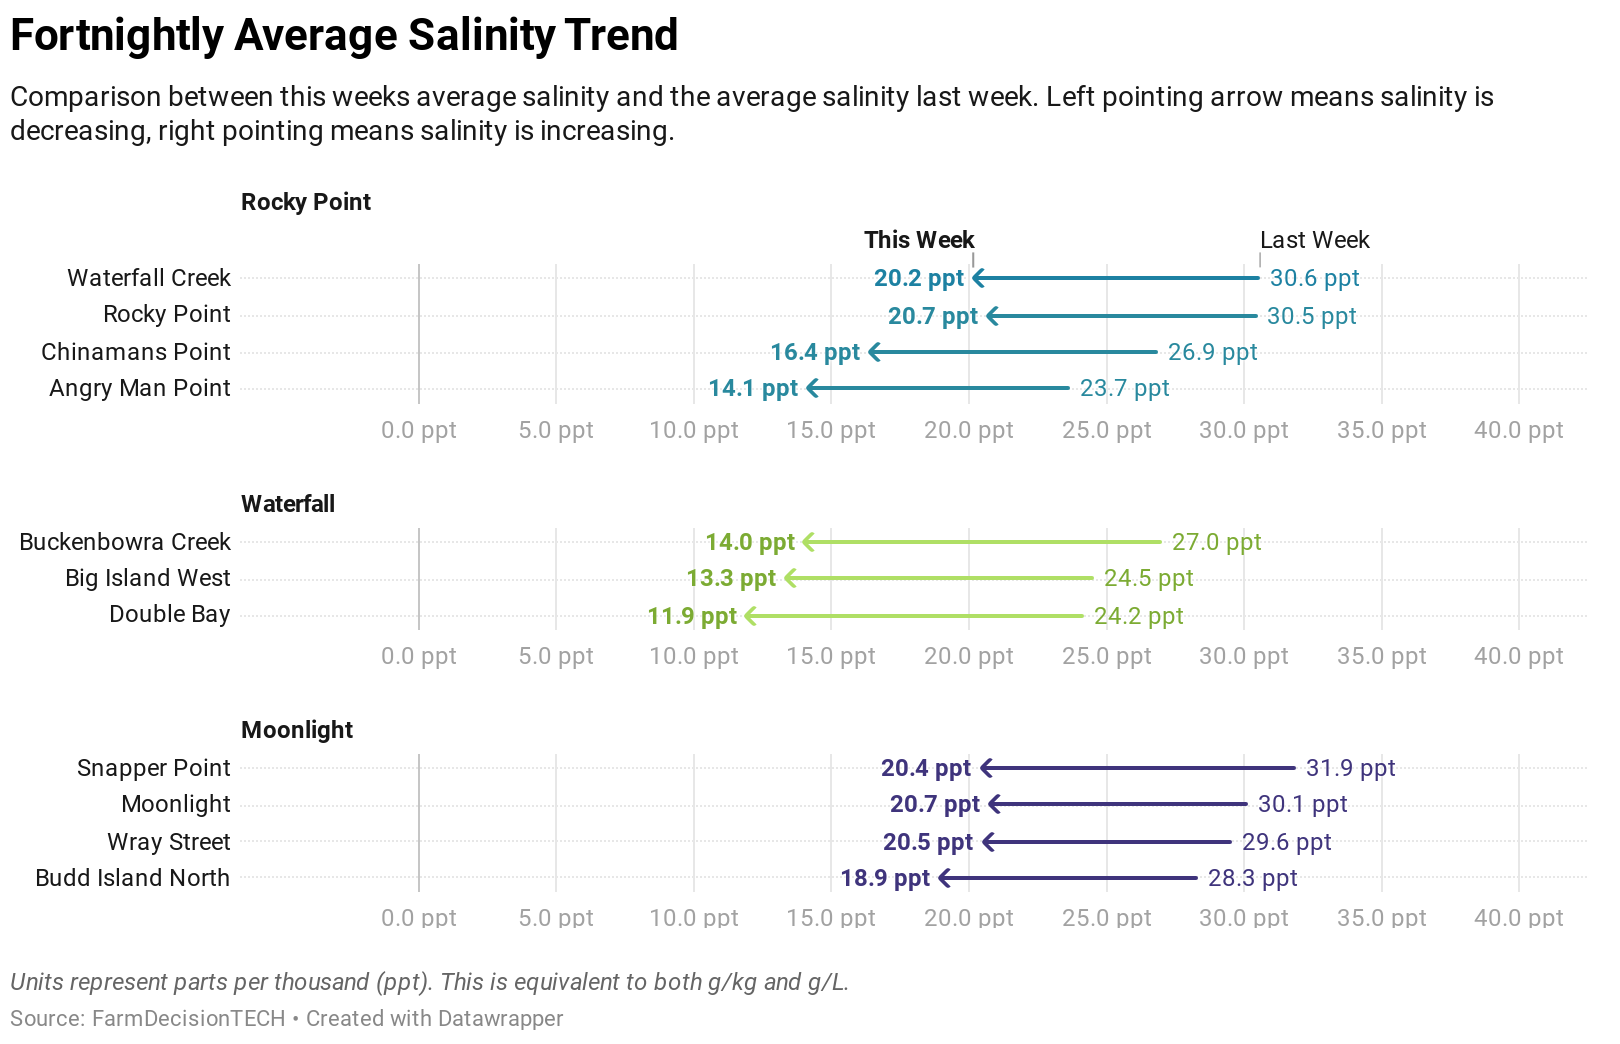 Fortnightly Average Salinity Trend
Comparison between this weeks average salinity and the average salinity last week. Left pointing arrow means salinity is
decreasing, right pointing means salinity is increasing.
Rocky Point
This Week Last Week
Waterfall Creek 20.2 ppt 30.6 ppt
Rocky Point 20.7 ppt 30.5 ppt
Chinamans Point 16.4 ppt 26.9 ppt
Angry Man Point 14.1 ppt 23.7 ppt
0.0 ppt 5.0 ppt 10.0 ppt 15.0 ppt 20.0 ppt 25.0 ppt 30.0 ppt 35.0 ppt 40.0 ppt
Waterfall
Buckenbowra Creek 14.0 ppt 27.0 ppt
Big Island West 13.3 ppt 24.5 ppt
Double Bay 11.9 ppt 24.2 ppt
0.0 ppt 5.0 ppt 10.0 ppt 15.0 ppt 20.0 ppt 25.0 ppt 30.0 ppt 35.0 ppt 40.0 ppt
Moonlight
Snapper Point 20.4 ppt 31.9 ppt
Moonlight 20.7 ppt 30.1 ppt
Wray Street 20.5 ppt 29.6 ppt
Budd Island North 18.9 ppt 28.3 ppt
0.0 ppt 5.0 ppt 10.0 ppt 15.0 ppt 20.0 ppt 25.0 ppt 30.0 ppt 35.0 ppt 40.0 ppt
Units represent parts per thousand (ppt). This is equivalent to both g/kg and g/L.
Source: FarmDecisionTECH • Created with Datawrapper